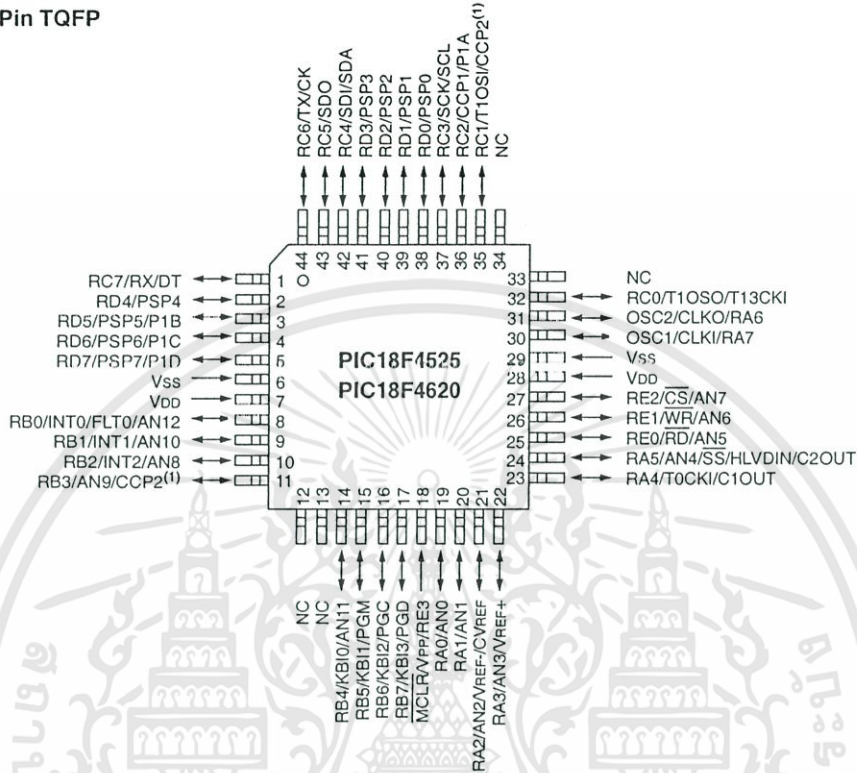 Pin TQFP
RC6/TX/CK
RC5/SDO
RC4/SDI/SDA
RD3/PSP3
RD2/PSP2
RD1/PSP1
RD0/PSP0
RC3/SCK/SCL
RC2/CCP1/P1A
RC1/T1OSI/CCP2(1)
NC
44
43
42
41
40
39
38
37
36
35
34
RC7/RX/DT 1
RD4/PSP4 2
RD5/PSP5/P1B 3
RD6/PSP6/P1C 4
RD7/PSP7/P1D 5
VSS 6
VDD 7
RB0/INT0/FLT0/AN12 8
RB1/INT1/AN10 9
RB2/INT2/AN8 10
RB3/AN9/CCP2(1) 11
PIC18F4525
PIC18F4620
33 NC
32 RC0/T1OSO/T13CKI
31 OSC2/CLKO/RA6
30 OSC1/CLKI/RA7
29 VSS
28 VDD
27 RE2/CS/AN7
26 RE1/WR/AN6
25 RE0/RD/AN5
24 RA5/AN4/SS/HLVDIN/C2OUT
23 RA4/T0CKI/C1OUT
12
13
14
15
16
17
18
19
20
21
22
NC
NC
RB4/KBI0/AN11
RB5/KBI1/PGM
RB6/KBI2/PGC
RB7/KBI3/PGD
MCLR/VPP/RE3
RA0/AN0
RA1/AN1
RA2/AN2/VREF-/CVREF
RA3/AN3/VREF+